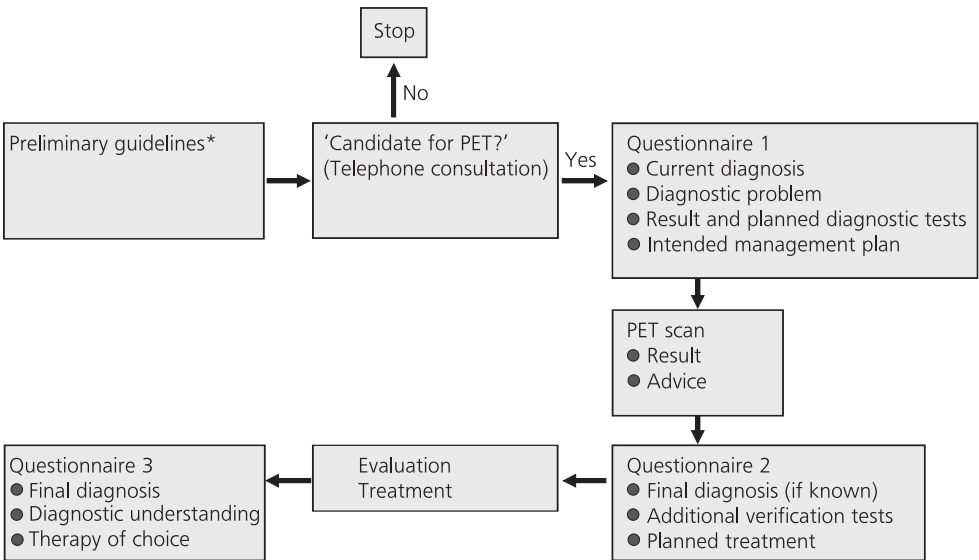 Stop
No
Preliminary guidelines*
'Candidate for PET?'
(Telephone consultation)
Yes
Questionnaire 1
● Current diagnosis
● Diagnostic problem
● Result and planned diagnostic tests
● Intended management plan
PET scan
● Result
● Advice
Questionnaire 2
● Final diagnosis (if known)
● Additional verification tests
● Planned treatment
Evaluation
Treatment
Questionnaire 3
● Final diagnosis
● Diagnostic understanding
● Therapy of choice